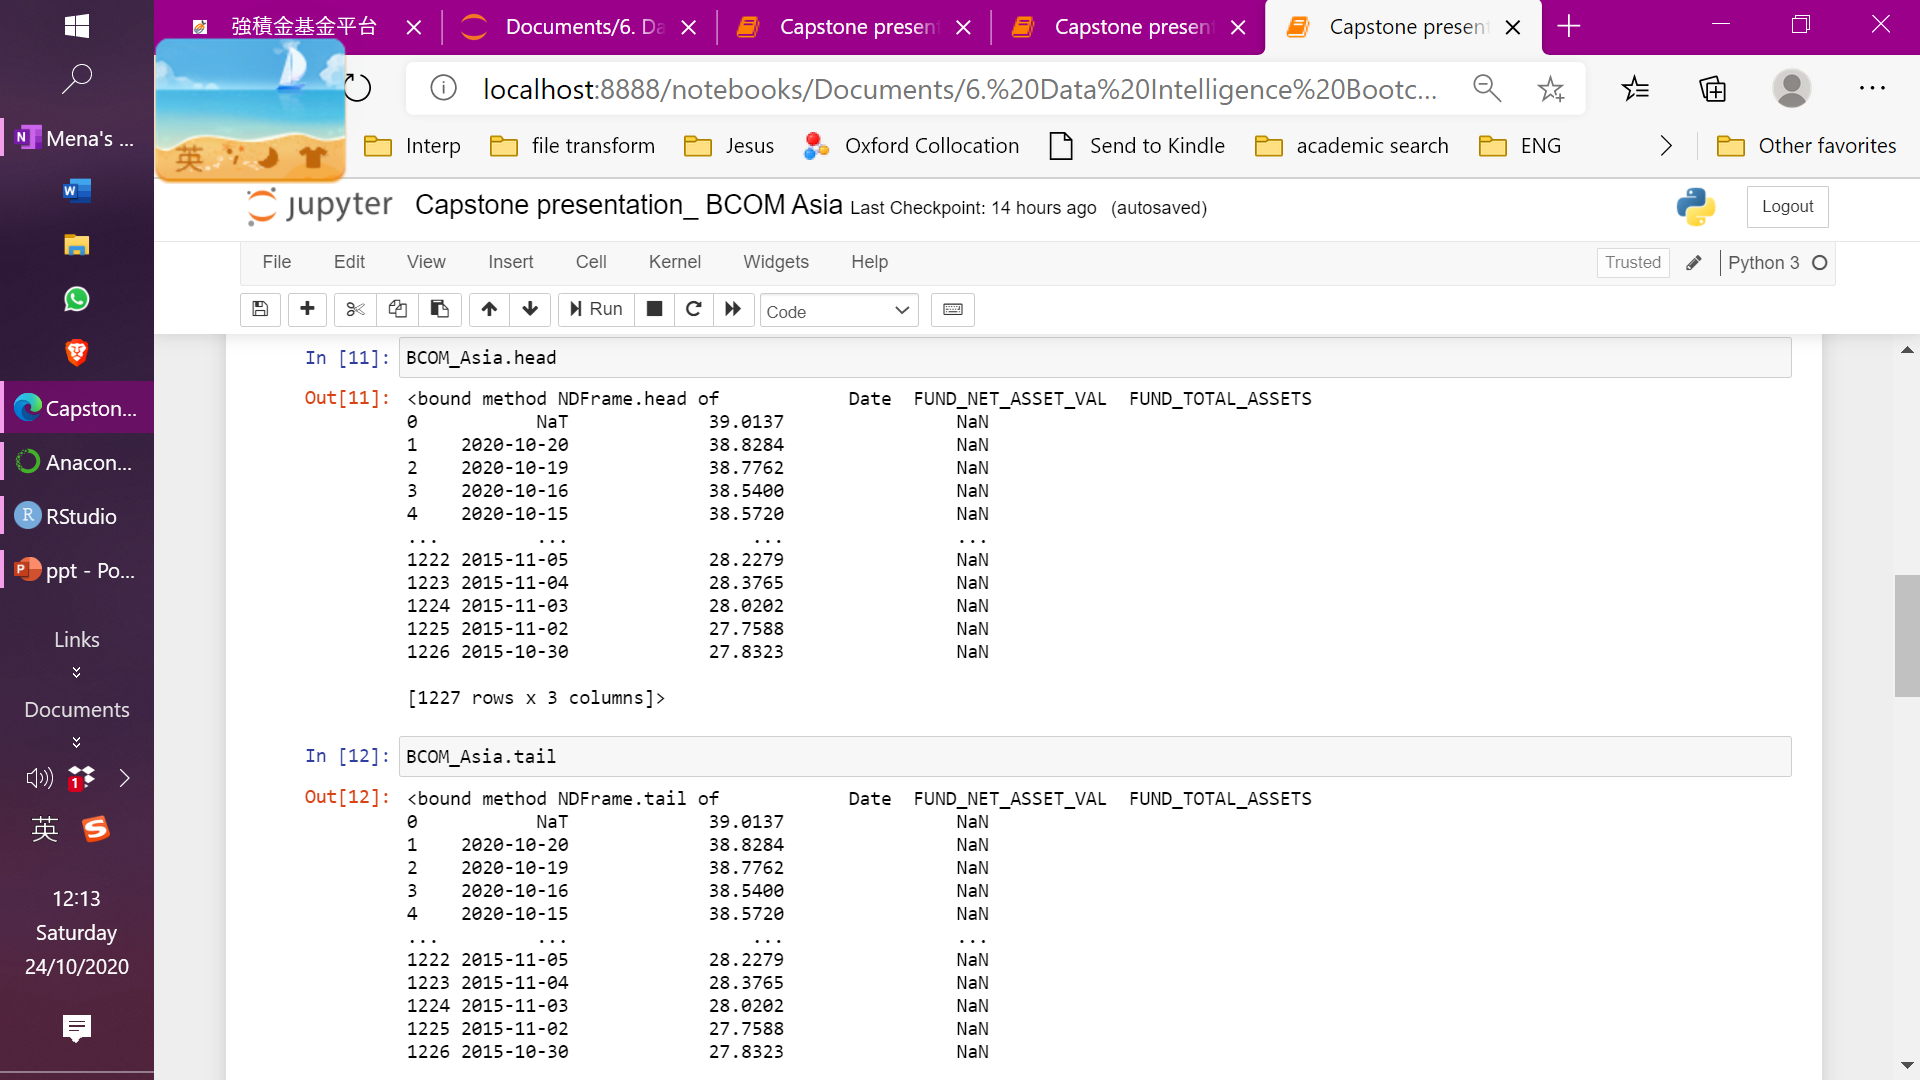 強積金基金平台
Documents/6. Da
Capstone present
Capstone present
Capstone present
localhost:8888/notebooks/Documents/6.%20Data%20Intelligence%20Bootc...
Interp
file transform
Jesus
Oxford Collocation
Send to Kindle
academic search
ENG
Other favorites
英
Mena's ...
Capston...
Anacon...
RStudio
ppt - Po...
Links
Documents
1
英
12:13
Saturday
24/10/2020
jupyter Capstone presentation_ BCOM Asia Last Checkpoint: 14 hours ago (autosaved)
Logout
File Edit View Insert Cell Kernel Widgets Help
Trusted
Python 3
Run
Code
In [11]: BCOM_Asia.head
Out[11]: <bound method NDFrame.head of            Date  FUND_NET_ASSET_VAL  FUND_TOTAL_ASSETS
0           NaT             39.0137                NaN
1    2020-10-20             38.8284                NaN
2    2020-10-19             38.7762                NaN
3    2020-10-16             38.5400                NaN
4    2020-10-15             38.5720                NaN
...         ...                 ...                ...
1222 2015-11-05             28.2279                NaN
1223 2015-11-04             28.3765                NaN
1224 2015-11-03             28.0202                NaN
1225 2015-11-02             27.7588                NaN
1226 2015-10-30             27.8323                NaN
[1227 rows x 3 columns]>
In [12]: BCOM_Asia.tail
Out[12]: <bound method NDFrame.tail of            Date  FUND_NET_ASSET_VAL  FUND_TOTAL_ASSETS
0           NaT             39.0137                NaN
1    2020-10-20             38.8284                NaN
2    2020-10-19             38.7762                NaN
3    2020-10-16             38.5400                NaN
4    2020-10-15             38.5720                NaN
...         ...                 ...                ...
1222 2015-11-05             28.2279                NaN
1223 2015-11-04             28.3765                NaN
1224 2015-11-03             28.0202                NaN
1225 2015-11-02             27.7588                NaN
1226 2015-10-30             27.8323                NaN